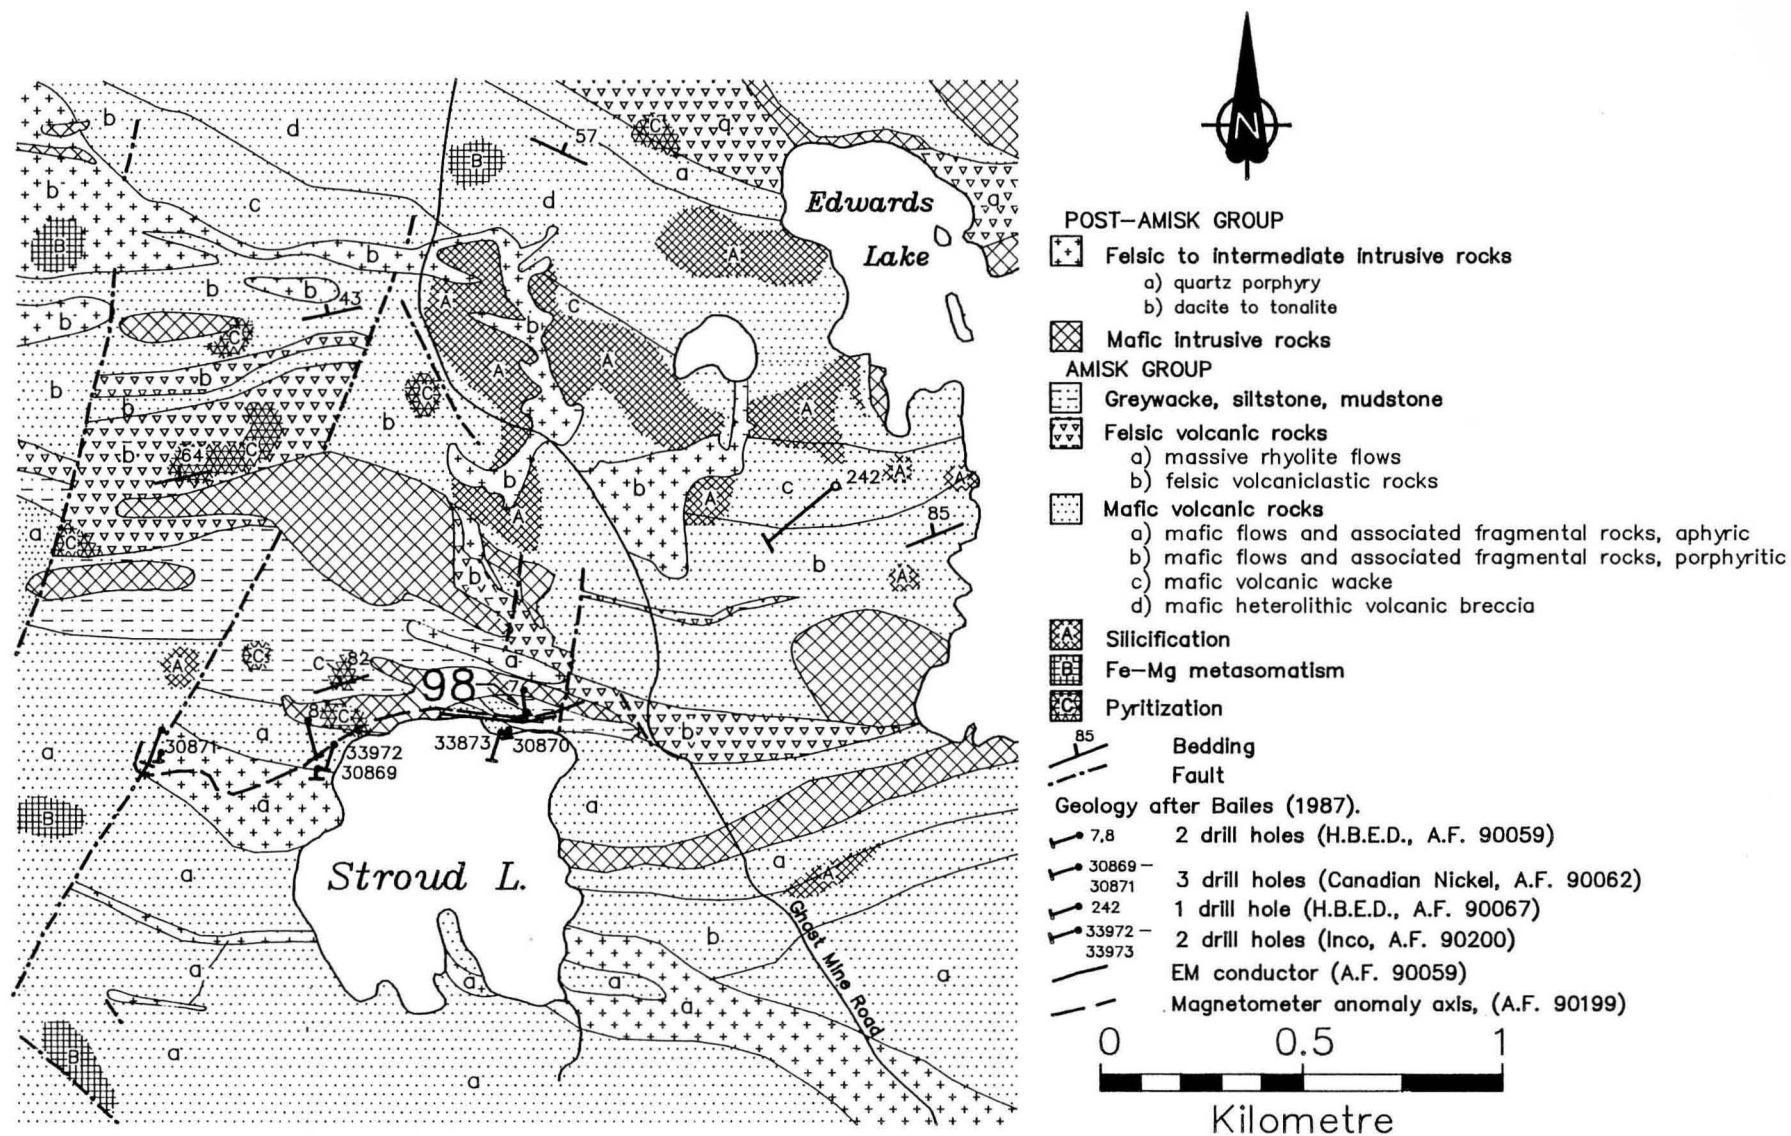 b
d
57
C
q
B
a
b
c
d
a
Edwards
Lake
B
b
A
A
b
b
43
c
b
C
b
A
A
b
b
C
b
A
b
b
64
C
b
b
A
c
242
A
A
a
C
A
85
b
b
A
A
C
C
82
a
98
7
8
C
a
30871
33972
30869
33873
30870
b
a
a
a
B
Stroud L.
a
a
A
Ghost Mine Road
b
a
a
a
a
a
B
a
a
N
POST-AMISK GROUP
Felsic to intermediate intrusive rocks
a) quartz porphyry
b) dacite to tonalite
Mafic intrusive rocks
AMISK GROUP
Greywacke, siltstone, mudstone
Felsic volcanic rocks
a) massive rhyolite flows
b) felsic volcaniclastic rocks
Mafic volcanic rocks
a) mafic flows and associated fragmental rocks, aphyric
b) mafic flows and associated fragmental rocks, porphyritic
c) mafic volcanic wacke
d) mafic heterolithic volcanic breccia
A Silicification
B Fe-Mg metasomatism
C Pyritization
85 Bedding
Fault
Geology after Bailes (1987).
7,8 2 drill holes (H.B.E.D., A.F. 90059)
30869-
30871 3 drill holes (Canadian Nickel, A.F. 90062)
242 1 drill hole (H.B.E.D., A.F. 90067)
33972-
33973 2 drill holes (Inco, A.F. 90200)
EM conductor (A.F. 90059)
Magnetometer anomaly axis, (A.F. 90199)
0 0.5 1
Kilometre